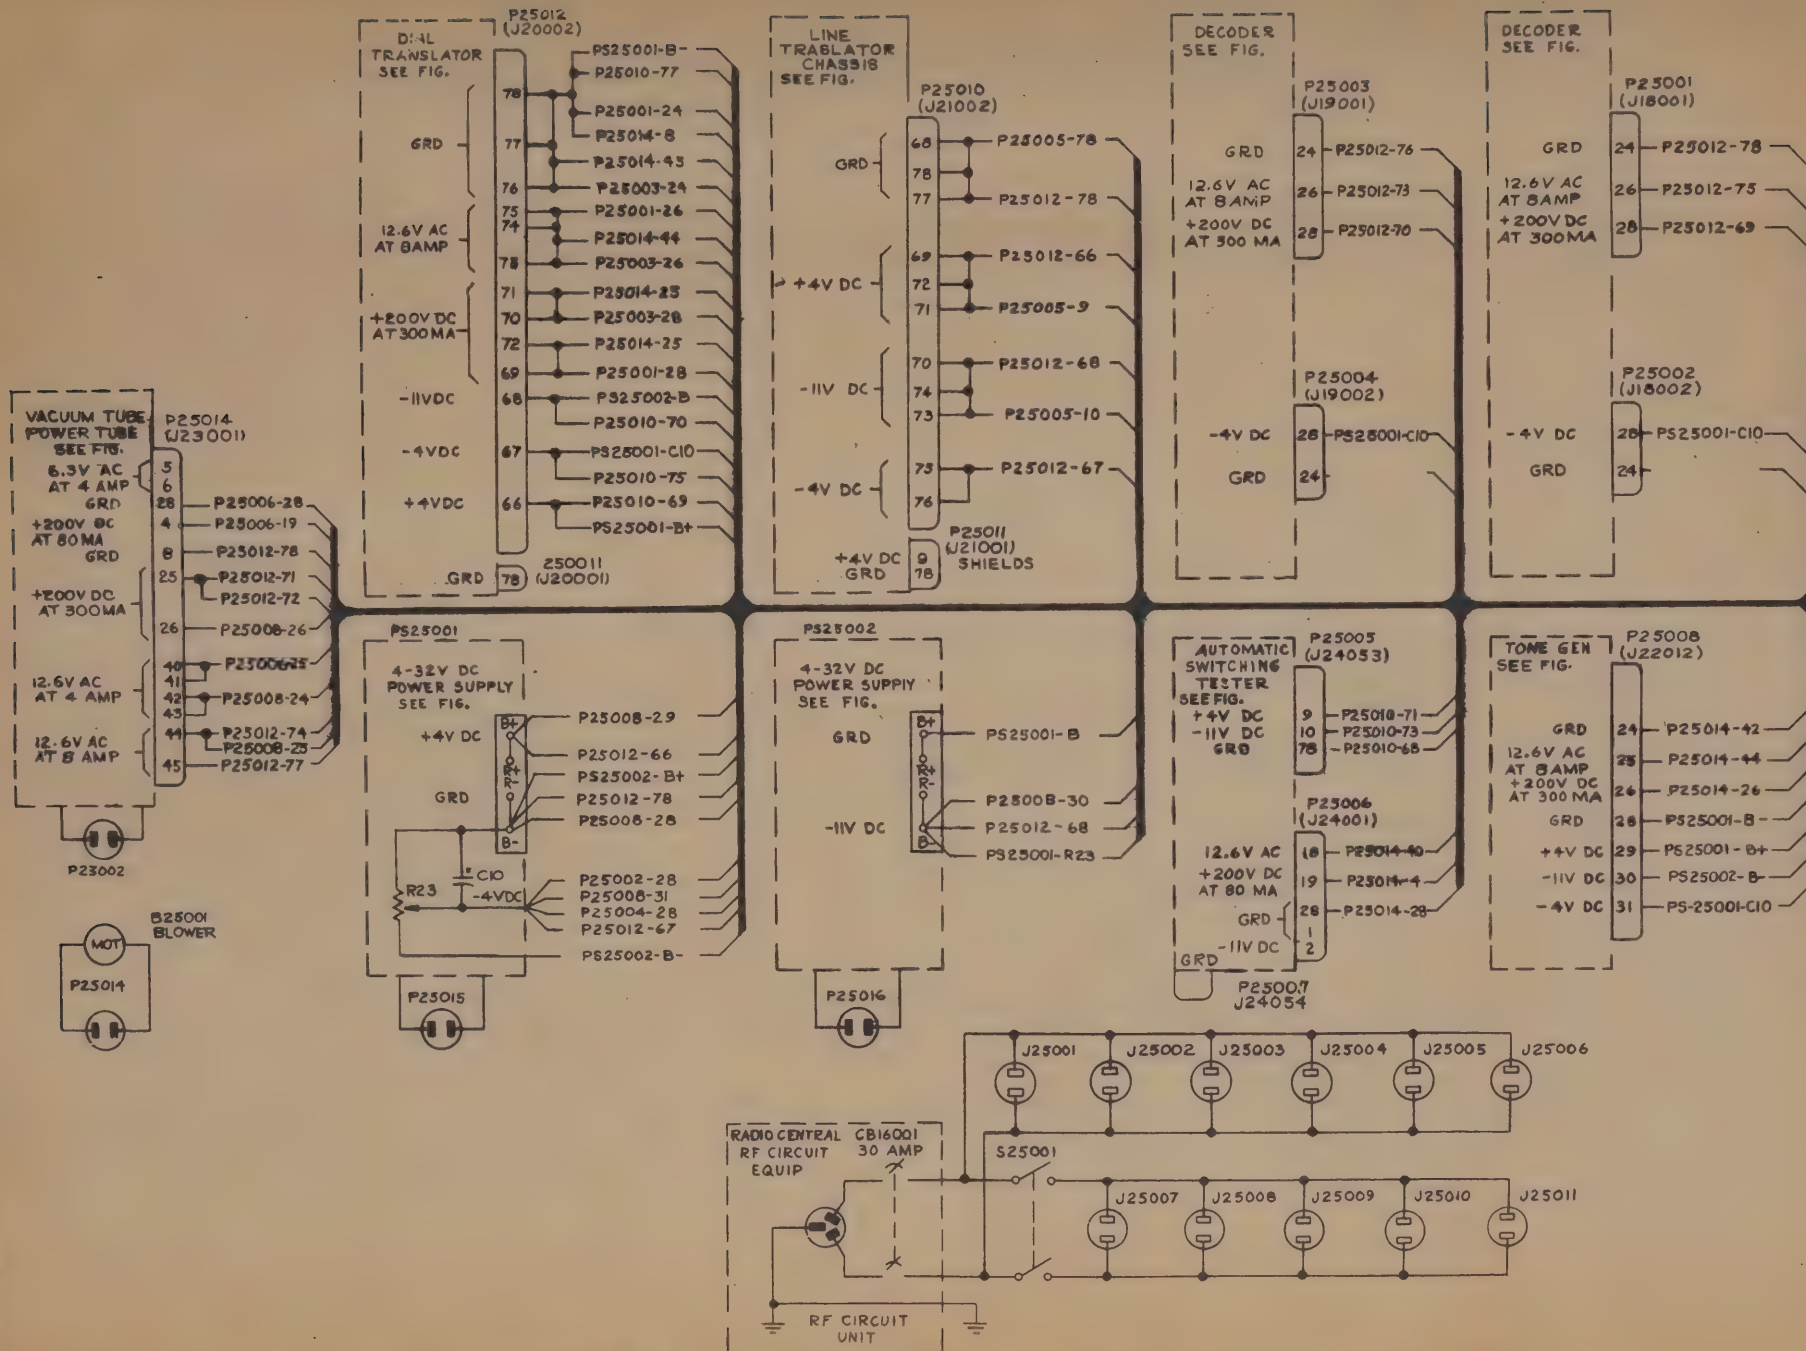 P25012
(J20002)
DIAL
TRANSLATOR
SEE FIG.
78
77
76
75
74
73
71
70
72
69
68
67
66
GRD
12.6V AC
AT 8AMP
+200V DC
AT 300MA
-11VDC
-4VDC
+4VDC
PS25001-B-
P25010-77
P25001-24
P25014-8
P25014-43
P25003-24
P25001-26
P25014-44
P25003-26
P25014-25
P25003-28
P25014-25
P25001-28
PS25002-B
P25010-70
PS25001-C10
P25010-75
P25010-69
PS25001-B+
GRD
78
250011
(J20001)
LINE
TRABLATOR
CHASSIS
SEE FIG.
P25010
(J21002)
GRD
68
78
77
P25005-78
P25012-78
+4V DC
69
72
71
P25012-66
P25005-9
-11V DC
70
74
73
P25012-68
P25005-10
-4V DC
75
76
P25012-67
+4V DC
GRD
9
78
P25011
(J21001)
SHIELDS
DECODER
SEE FIG.
P25003
(J19001)
GRD
24
P25012-76
12.6V AC
AT 8AMP
26
P25012-73
+200V DC
AT 300 MA
28
P25012-70
P25004
(J19002)
-4V DC
28
PS25001-C10
GRD
24
DECODER
SEE FIG.
P25001
(J18001)
GRD
24
P25012-78
12.6V AC
AT 8AMP
26
P25012-75
+200V DC
AT 300MA
28
P25012-69
P25002
(J18002)
-4V DC
28
PS25001-C10
GRD
24
VACUUM TUBE
POWER TUBE
SEE FIG.
P25014
(J23001)
6.3V AC
AT 4 AMP
5
6
GRD
28
P25006-28
+200V DC
AT 80MA
4
P25006-19
GRD
8
P25012-78
+200V DC
AT 300MA
25
P25012-71
P25012-72
26
P25008-26
12.6V AC
AT 4 AMP
40
41
42
43
P25006-25
P25008-24
12.6V AC
AT 8 AMP
44
45
P25012-74
P25008-25
P25012-77
P23002
B25001
BLOWER
MOT
P25014
PS25001
4-32V DC
POWER SUPPLY
SEE FIG.
+4V DC
GRD
B+
R+
R-
B-
P25008-29
P25012-66
PS25002-B+
P25012-78
P25008-28
R23
C10
-4VDC
P25002-28
P25008-31
P25004-28
P25012-67
PS25002-B-
P25015
PS25002
4-32V DC
POWER SUPPLY
SEE FIG.
GRD
-11V DC
B+
R+
R-
B-
PS25001-B
P25008-30
P25012-68
PS25001-R23
P25016
AUTOMATIC
SWITCHING
TESTER
SEE FIG.
P25005
(J24053)
+4V DC
9
P25010-71
-11V DC
10
P25010-73
GRD
78
P25010-68
P25006
(J24001)
12.6V AC
18
P25014-40
+200V DC
AT 80 MA
19
P25014-4
GRD
28
1
P25014-28
-11V DC
2
GRD
P25007
J24054
TONE GEN
SEE FIG.
P25008
(J22012)
GRD
24
P25014-42
12.6V AC
AT 8AMP
25
P25014-44
+200V DC
AT 300 MA
26
P25014-26
GRD
28
PS25001-B-
+4V DC
29
PS25001-B+
-11V DC
30
PS25002-B-
-4V DC
31
PS-25001-C10
J25001
J25002
J25003
J25004
J25005
J25006
RADIO CENTRAL
RF CIRCUIT
EQUIP
CB16001
30 AMP
S25001
J25007
J25008
J25009
J25010
J25011
RF CIRCUIT
UNIT